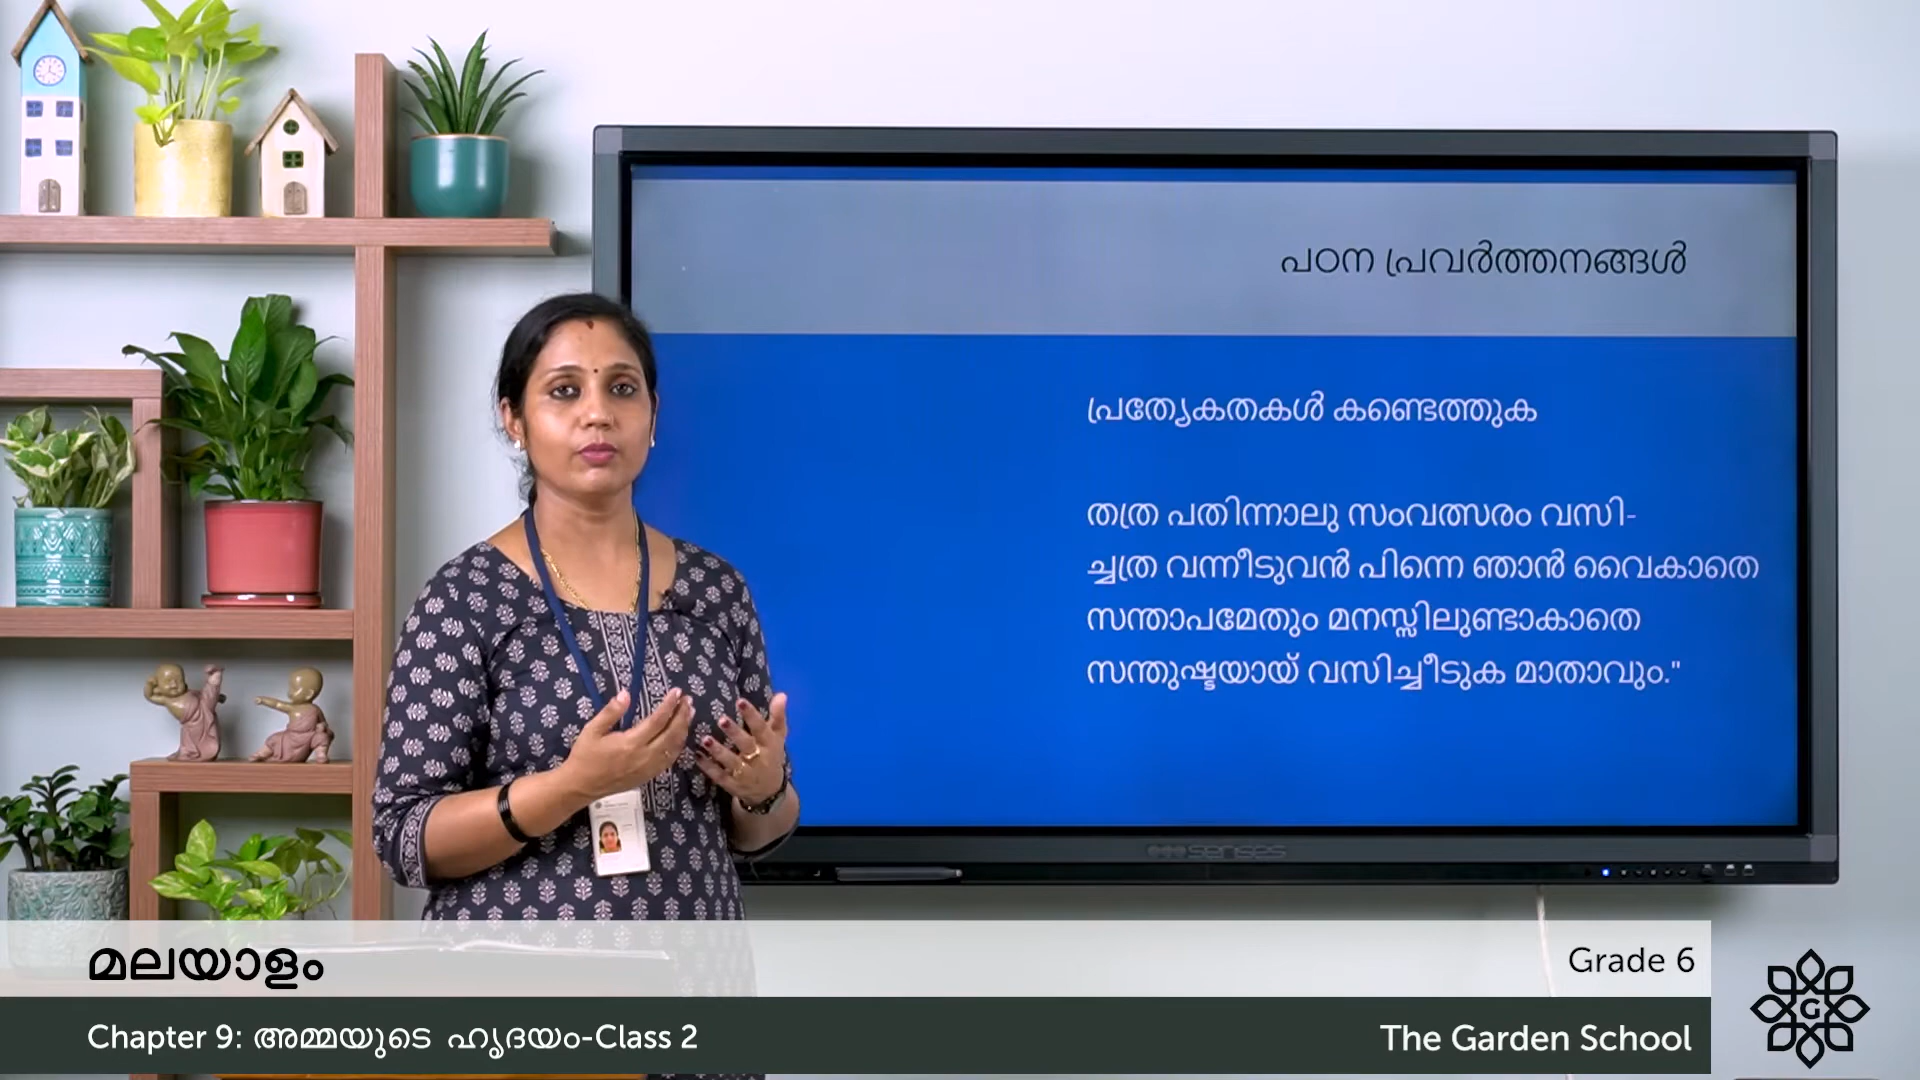 പഠന പ്രവർത്തനങ്ങൾ
പ്രത്യേകതകൾ കണ്ടെത്തുക
തത്ര പതിന്നാലു സംവത്സരം വസി-
ച്ചത്ര വന്നീടുവൻ പിന്നെ ഞാൻ വൈകാതെ
സന്താപമേതും മനസ്സിലുണ്ടാകാതെ
സന്തുഷ്ടയായ് വസിച്ചീടുക മാതാവും."
senses
മലയാളം
Grade 6
Chapter 9: അമ്മയുടെ ഹൃദയം-Class 2
The Garden School
G